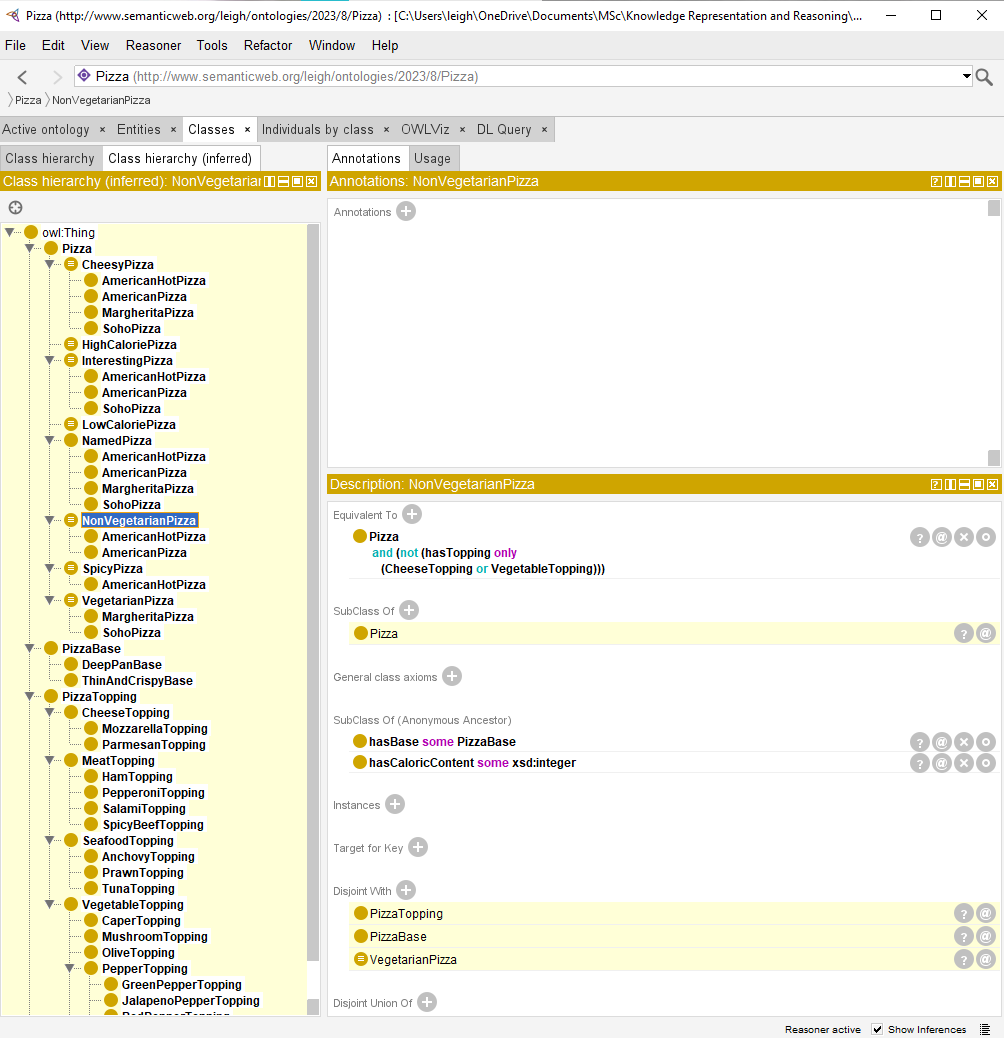 Pizza (http://www.semanticweb.org/leigh/ontologies/2023/8/Pizza) : [C:\Users\leigh\OneDrive\Documents\MSc\Knowledge Representation and Reasoning\...
File Edit View Reasoner Tools Refactor Window Help
Pizza (http://www.semanticweb.org/leigh/ontologies/2023/8/Pizza)
Pizza NonVegetarianPizza
Active ontology × Entities × Classes × Individuals by class × OWLViz × DL Query ×
Class hierarchy Class hierarchy (inferred)
Class hierarchy (inferred): NonVegetarian
owl:Thing
Pizza
CheesyPizza
AmericanHotPizza
AmericanPizza
MargheritaPizza
SohoPizza
HighCaloriePizza
InterestingPizza
AmericanHotPizza
AmericanPizza
SohoPizza
LowCaloriePizza
NamedPizza
AmericanHotPizza
AmericanPizza
MargheritaPizza
SohoPizza
NonVegetarianPizza
AmericanHotPizza
AmericanPizza
SpicyPizza
AmericanHotPizza
VegetarianPizza
MargheritaPizza
SohoPizza
PizzaBase
DeepPanBase
ThinAndCrispyBase
PizzaTopping
CheeseTopping
MozzarellaTopping
ParmesanTopping
MeatTopping
HamTopping
PepperoniTopping
SalamiTopping
SpicyBeefTopping
SeafoodTopping
AnchovyTopping
PrawnTopping
TunaTopping
VegetableTopping
CaperTopping
MushroomTopping
OliveTopping
PepperTopping
GreenPepperTopping
JalapenoPepperTopping
RedPepperTopping
Annotations Usage
Annotations: NonVegetarianPizza
Annotations
Description: NonVegetarianPizza
Equivalent To
Pizza
and (not (hasTopping only
(CheeseTopping or VegetableTopping)))
SubClass Of
Pizza
General class axioms
SubClass Of (Anonymous Ancestor)
hasBase some PizzaBase
hasCaloricContent some xsd:integer
Instances
Target for Key
Disjoint With
PizzaTopping
PizzaBase
VegetarianPizza
Disjoint Union Of
Reasoner active Show Inferences